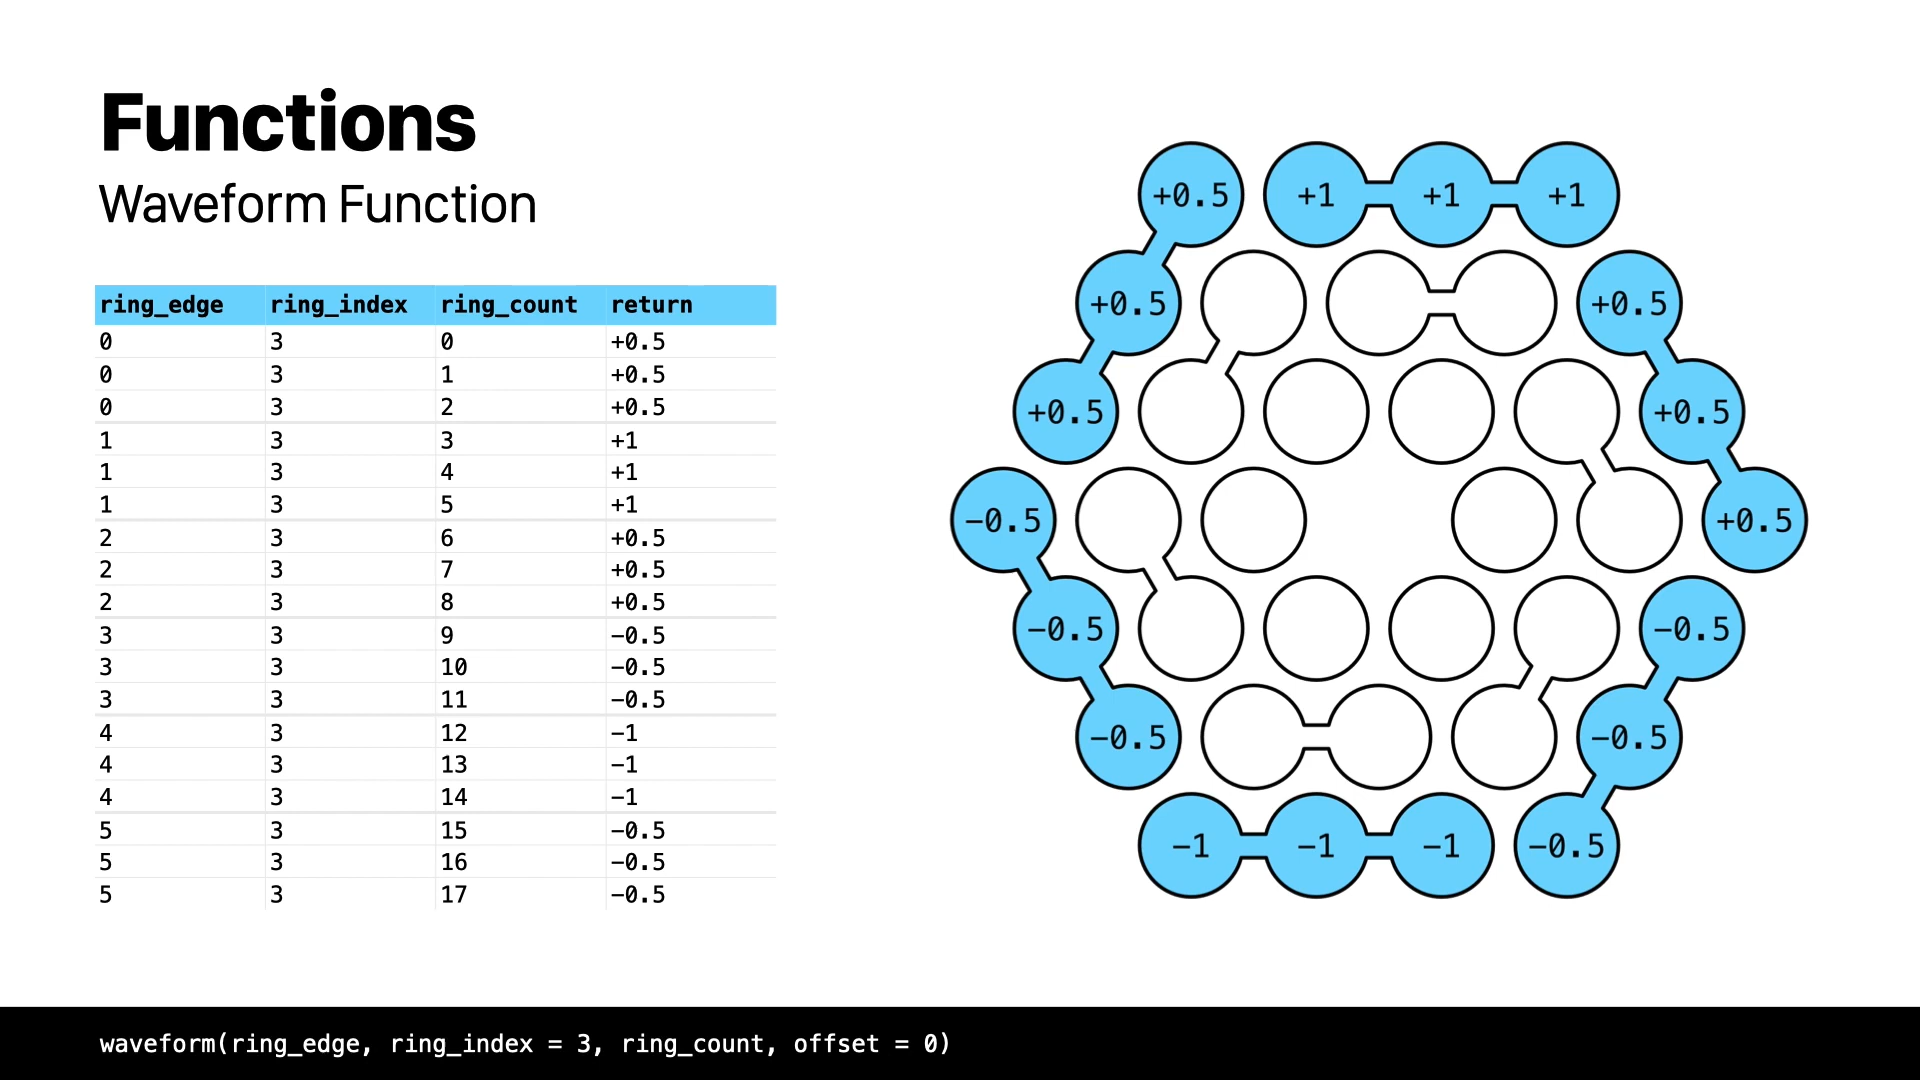 Functions
Waveform Function
ring_edge ring_index ring_count return
0 3 0 +0.5
0 3 1 +0.5
0 3 2 +0.5
1 3 3 +1
1 3 4 +1
1 3 5 +1
2 3 6 +0.5
2 3 7 +0.5
2 3 8 +0.5
3 3 9 −0.5
3 3 10 −0.5
3 3 11 −0.5
4 3 12 −1
4 3 13 −1
4 3 14 −1
5 3 15 −0.5
5 3 16 −0.5
5 3 17 −0.5
+0.5 +1 +1 +1
+0.5 +0.5
+0.5 +0.5
−0.5 +0.5
−0.5 −0.5
−0.5 −0.5
−1 −1 −1 −0.5
waveform(ring_edge, ring_index = 3, ring_count, offset = 0)